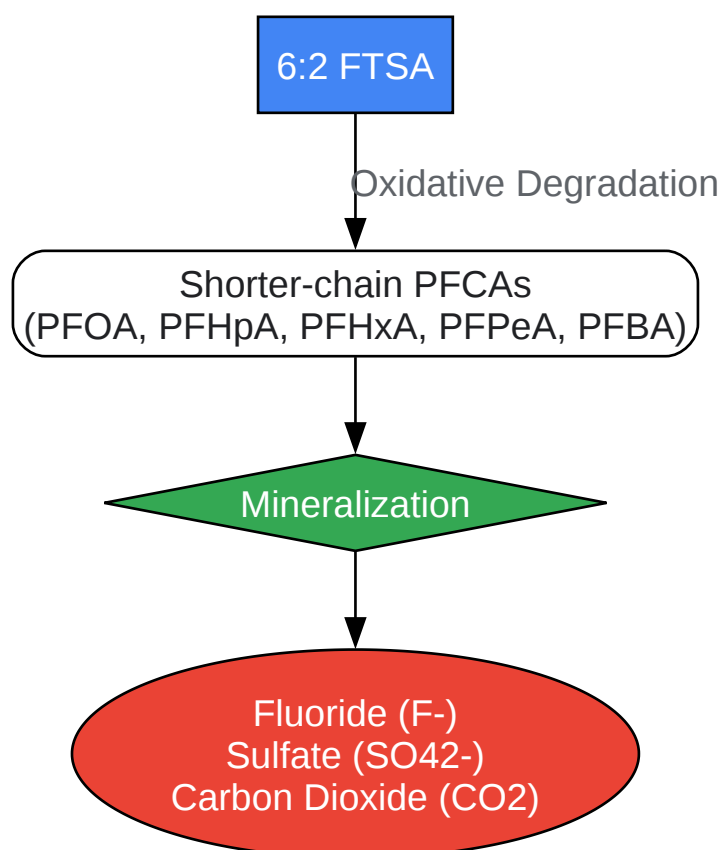 6:2 FTSA
Oxidative Degradation
Shorter-chain PFCAs
(PFOA, PFHpA, PFHxA, PFPeA, PFBA)
Mineralization
Fluoride (F-)
Sulfate (SO42-)
Carbon Dioxide (CO2)